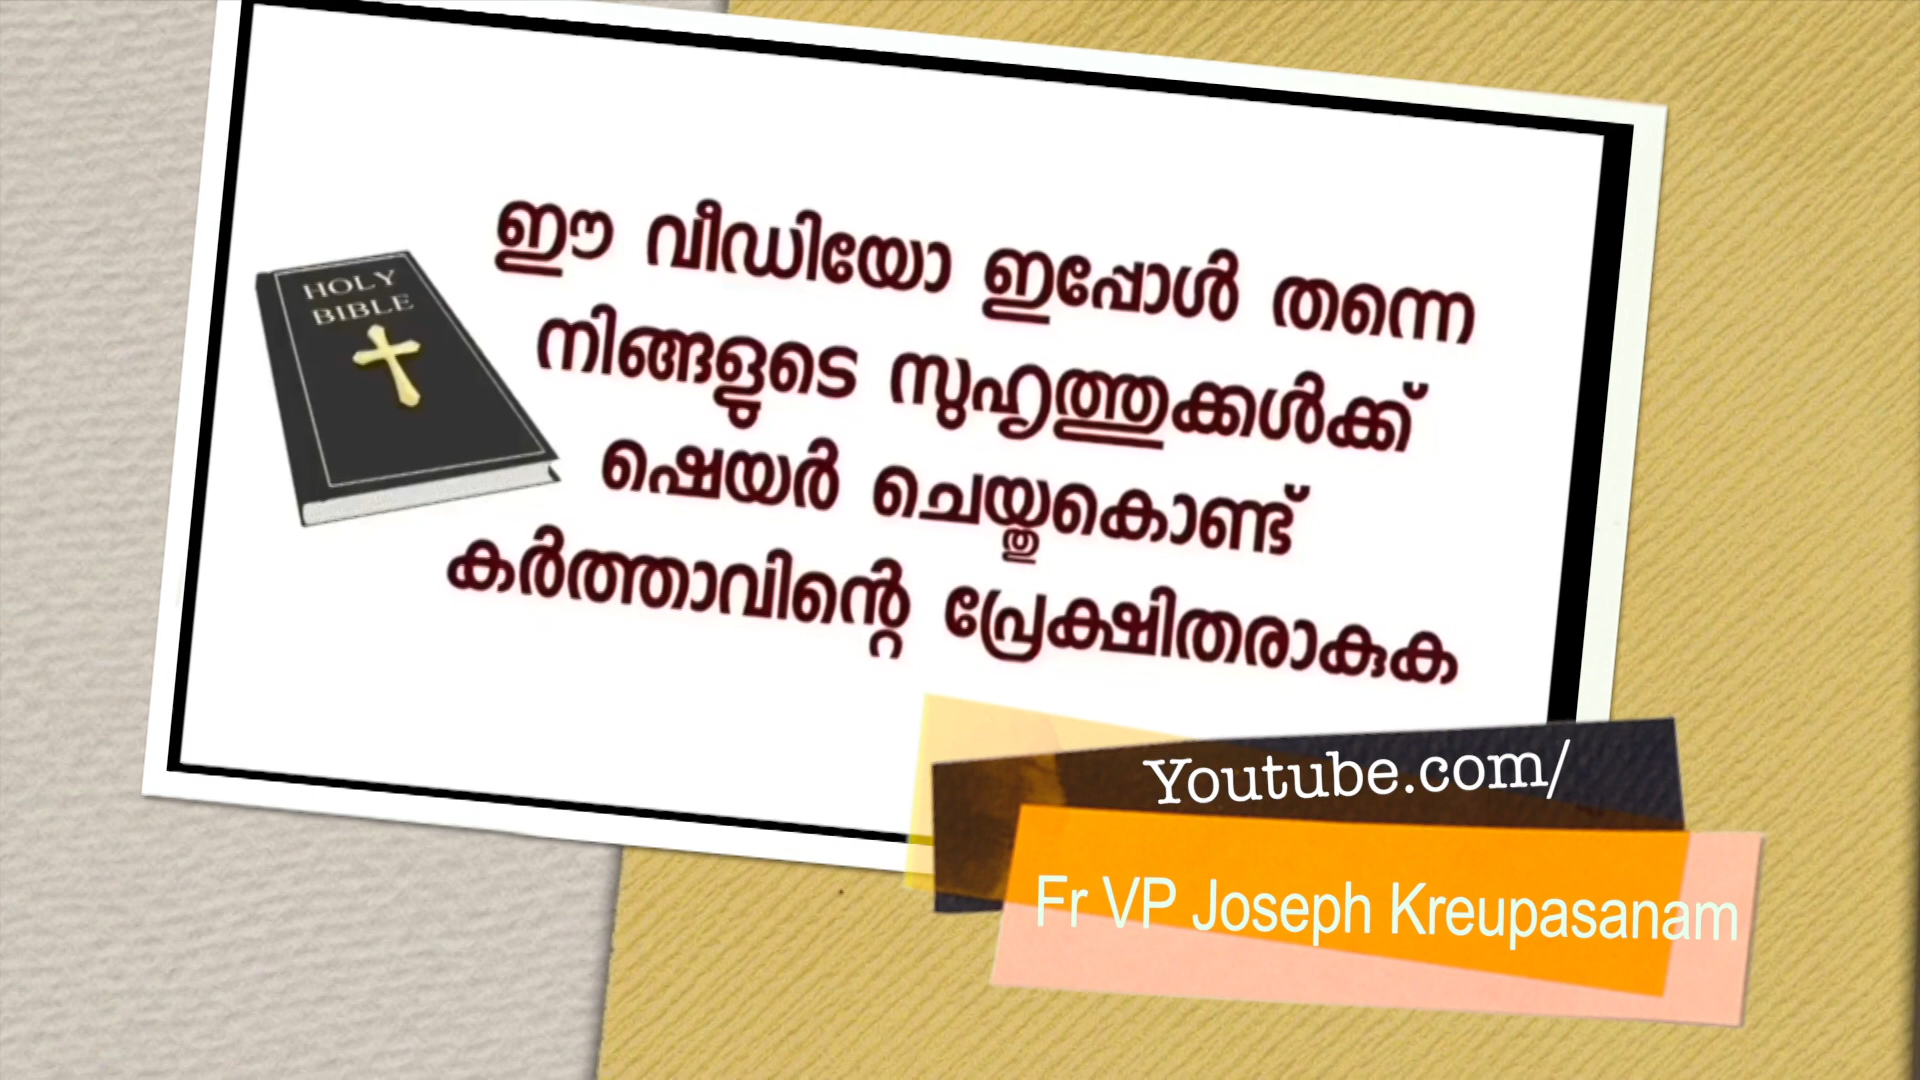 HOLY
BIBLE
ഈ വീഡിയോ ഇപ്പോൾ തന്നെ
നിങ്ങളുടെ സുഹൃത്തുക്കൾക്ക്
ഷെയർ ചെയ്തുകൊണ്ട്
കർത്താവിന്റെ പ്രേക്ഷിതരാകുക
Youtube.com/
Fr VP Joseph Kreupasanam